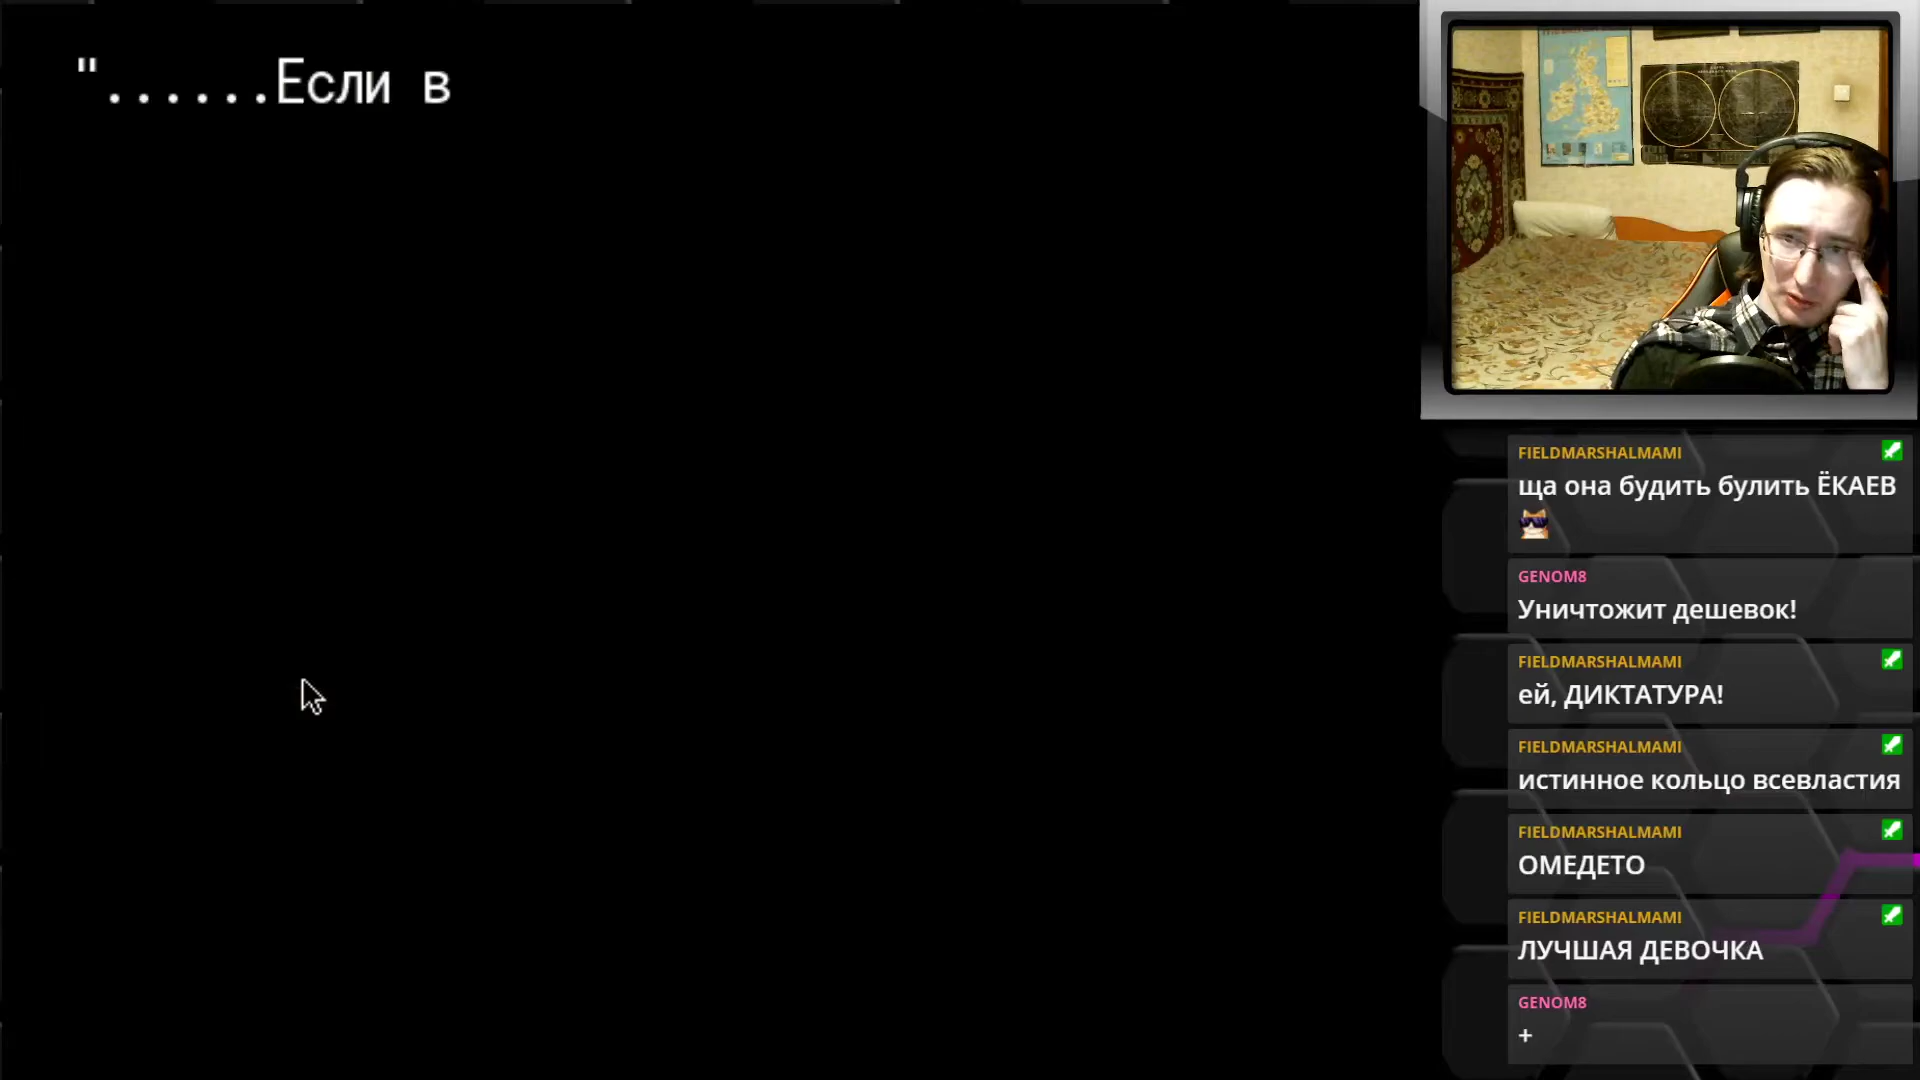 "......Если в
FIELDMARSHALMAMI
ща она будить булить ЁКАЕВ
GENOM8
Уничтожит дешевок!
FIELDMARSHALMAMI
ей, ДИКТАТУРА!
FIELDMARSHALMAMI
истинное кольцо всевластия
FIELDMARSHALMAMI
ОМЕДЕТО
FIELDMARSHALMAMI
ЛУЧШАЯ ДЕВОЧКА
GENOM8
+